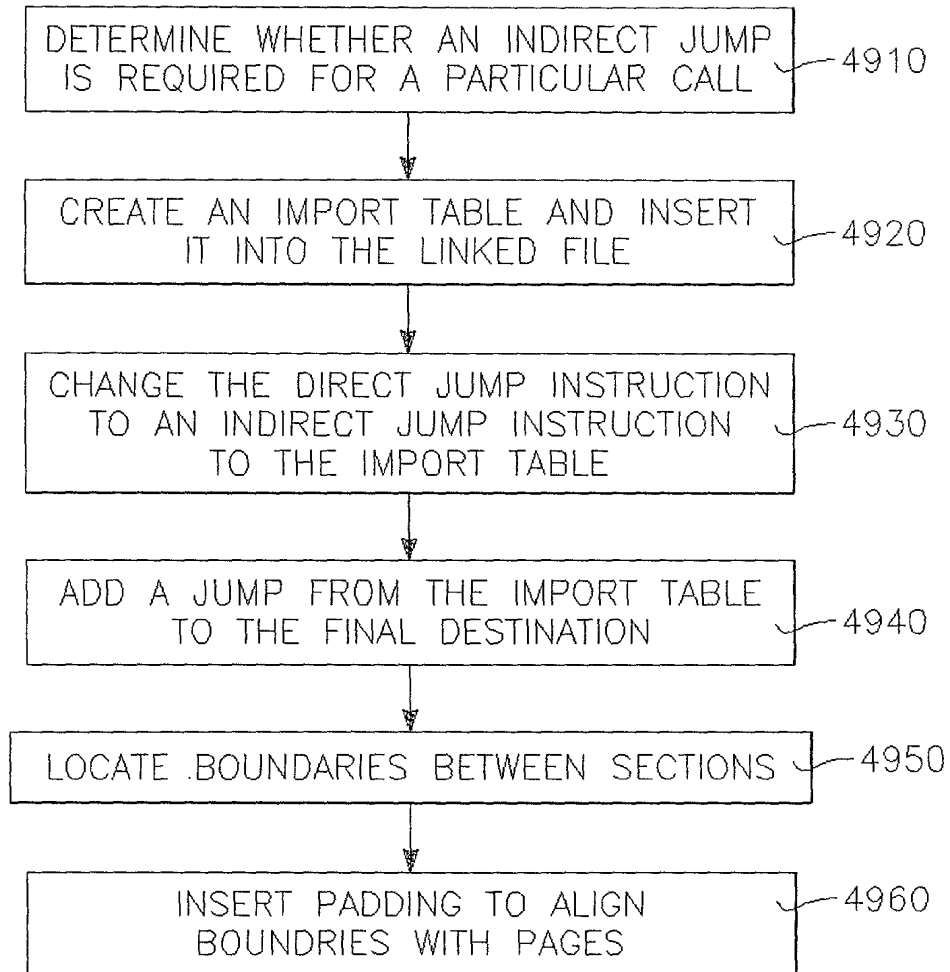 DETERMINE WHETHER AN INDIRECT JUMP
IS REQUIRED FOR A PARTICULAR CALL
4910
CREATE AN IMPORT TABLE AND INSERT
IT INTO THE LINKED FILE
4920
CHANGE THE DIRECT JUMP INSTRUCTION
TO AN INDIRECT JUMP INSTRUCTION
TO THE IMPORT TABLE
4930
ADD A JUMP FROM THE IMPORT TABLE
TO THE FINAL DESTINATION
4940
LOCATE BOUNDARIES BETWEEN SECTIONS
4950
INSERT PADDING TO ALIGN
BOUNDRIES WITH PAGES
4960